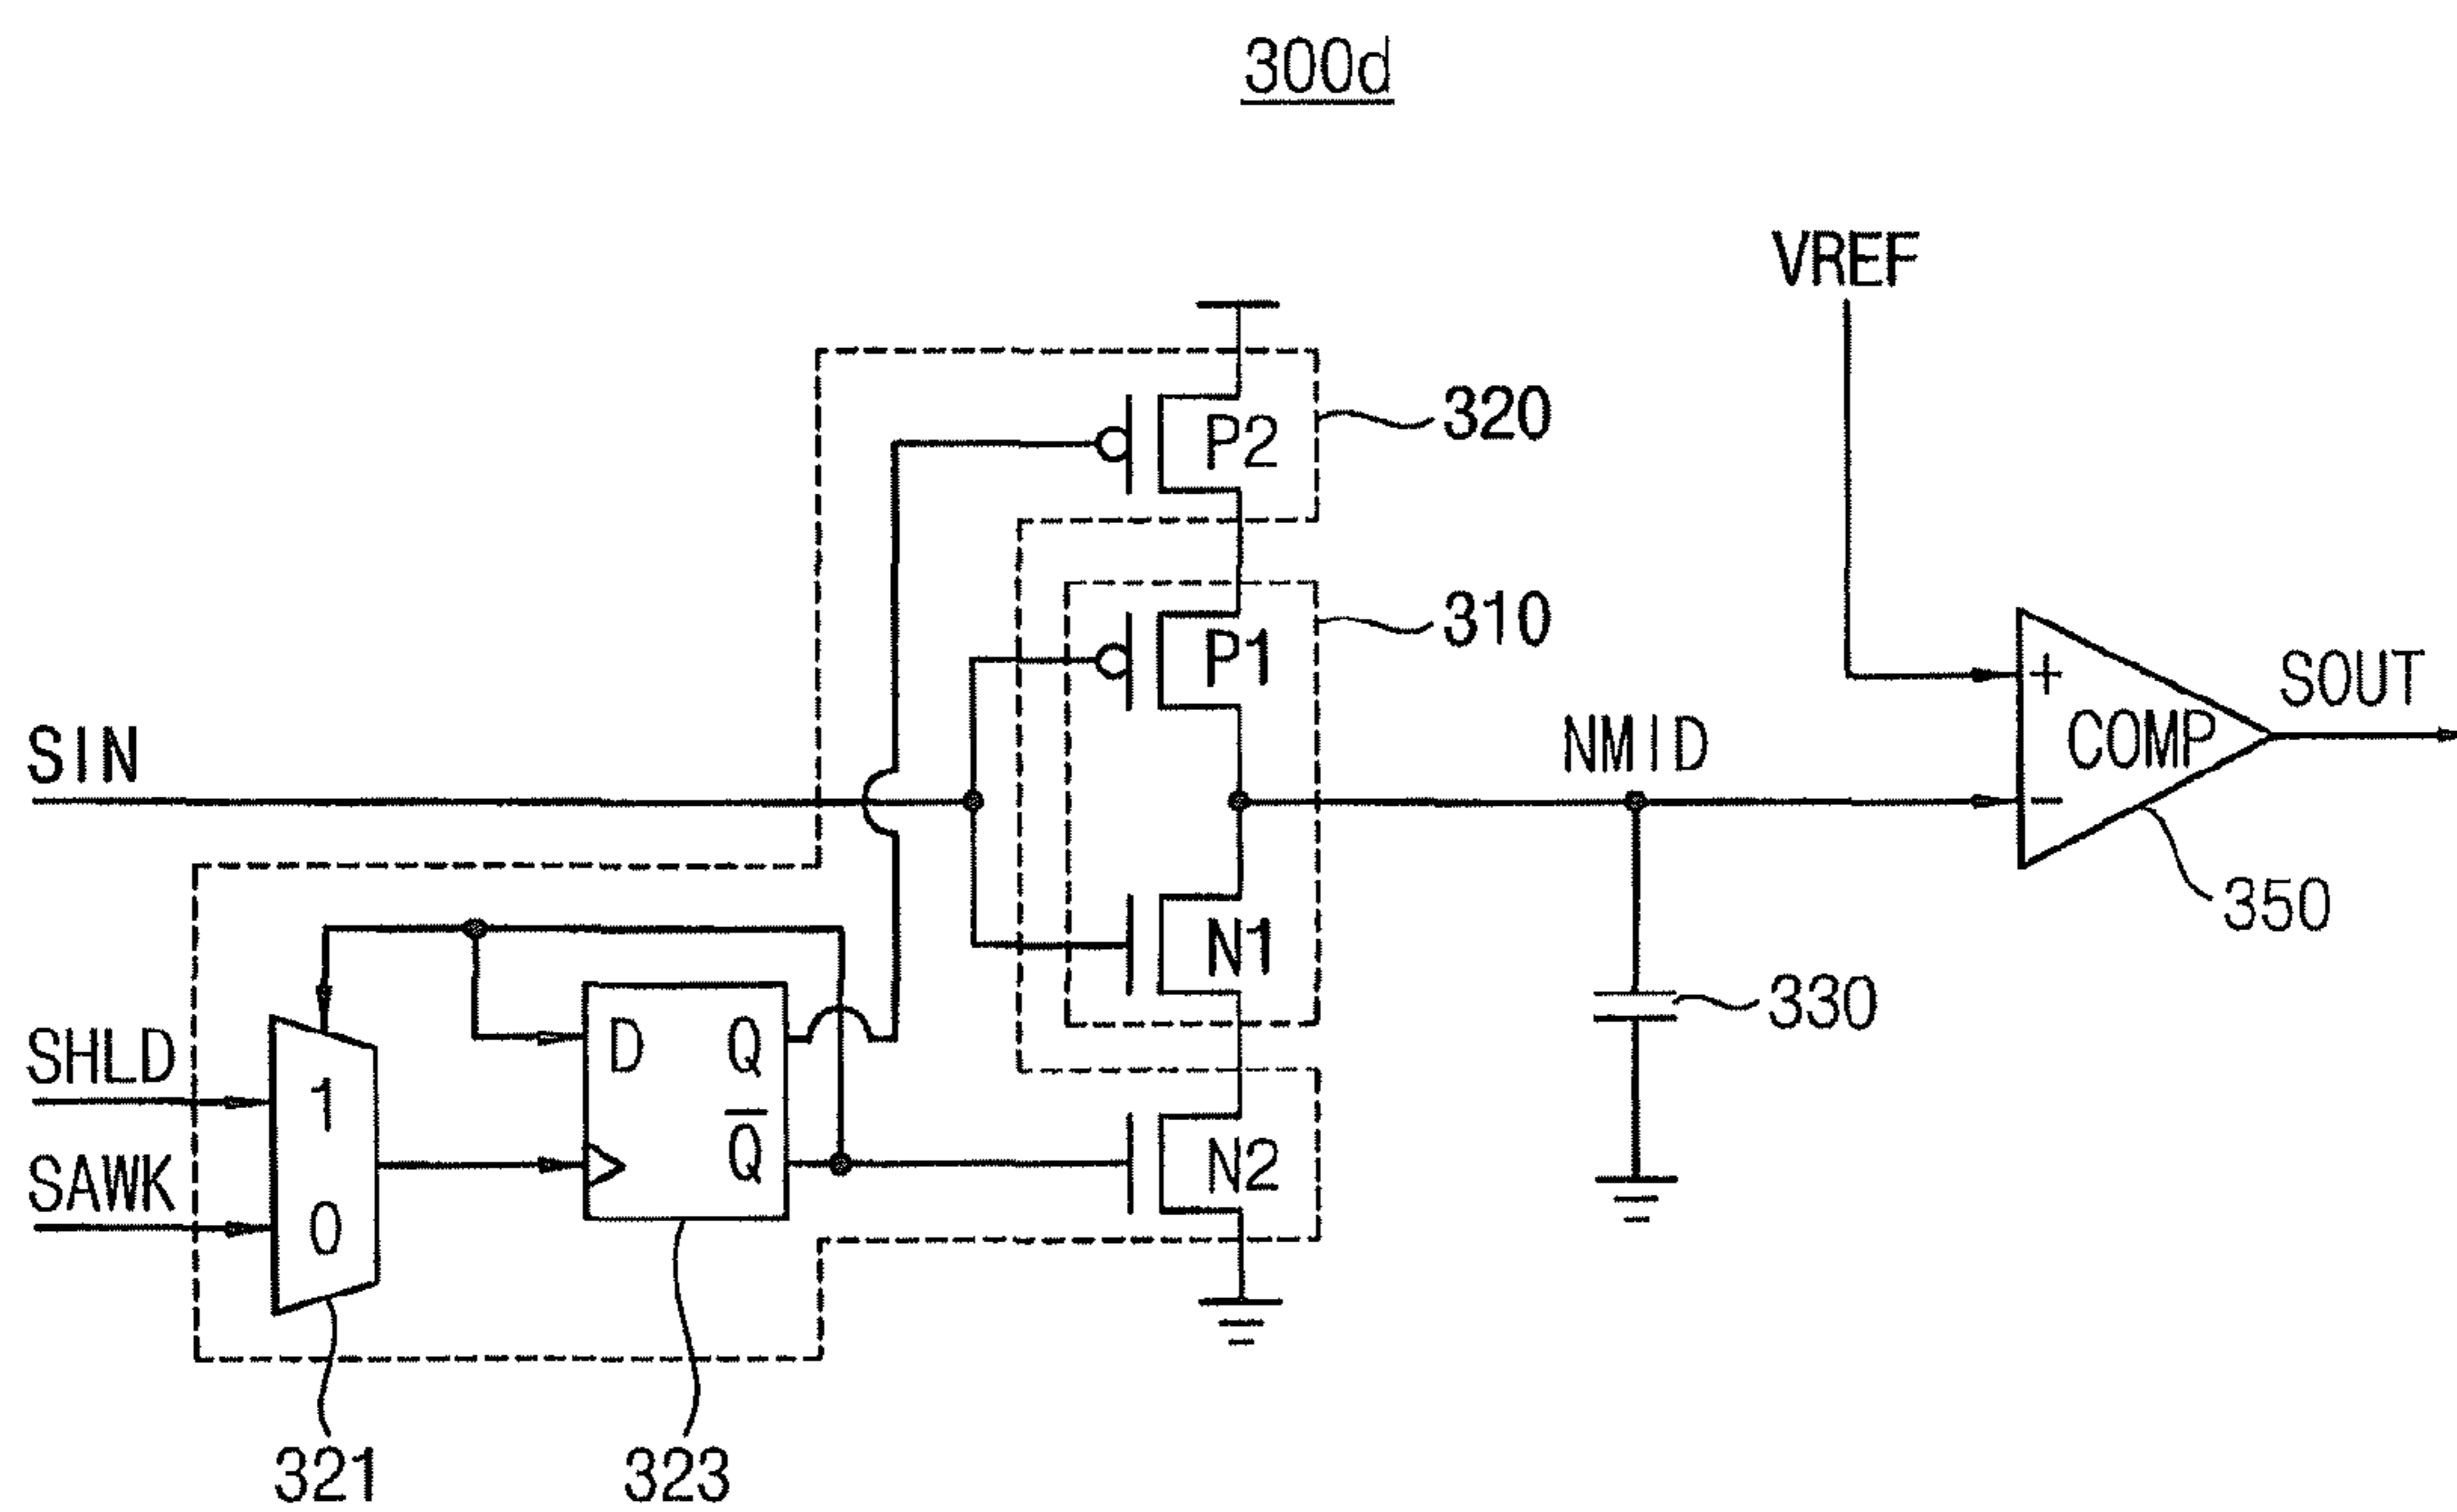 300d
VREF
P2
320
P1
310
SIN
NMID
+
COMP
−
SOUT
350
N1
330
SHLD
1
SAWK
0
D
Q
Q̅
N2
321
323